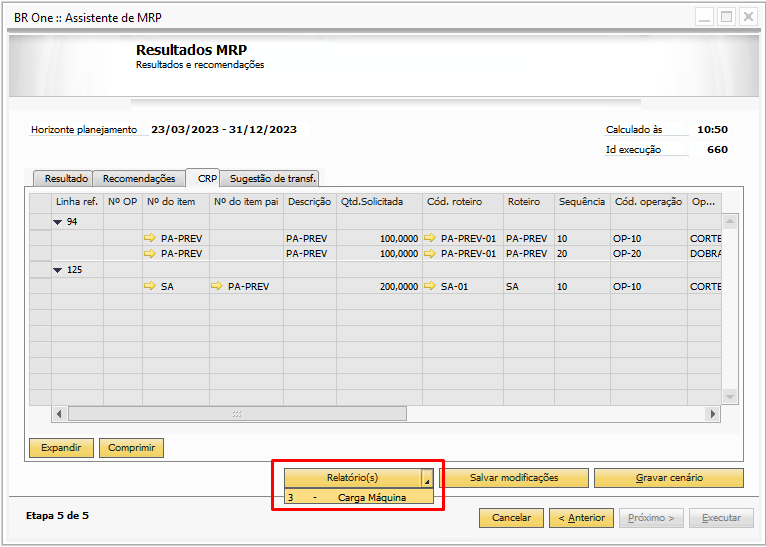 BR One :: Assistente de MRP
Resultados MRP
Resultados e recomendações
Horizonte planejamento 23/03/2023 - 31/12/2023 Calculado às 10:50
Id execução 660
Resultado Recomendações CRP Sugestão de transf.
Linha ref. Nº OP Nº do item Nº do item pai Descrição Qtd.Solicitada Cód. roteiro Roteiro Sequência Cód. operação Op...
94
PA-PREV PA-PREV 100,0000 PA-PREV-01 PA-PREV 10 OP-10 CORTE
PA-PREV PA-PREV 100,0000 PA-PREV-01 PA-PREV 20 OP-20 DOBRA
125
SA PA-PREV 200,0000 SA-01 SA 10 OP-10 CORTE
Expandir Comprimir
Relatório(s) Salvar modificações Gravar cenário
3 - Carga Máquina
Etapa 5 de 5 Cancelar < Anterior Próximo > Executar